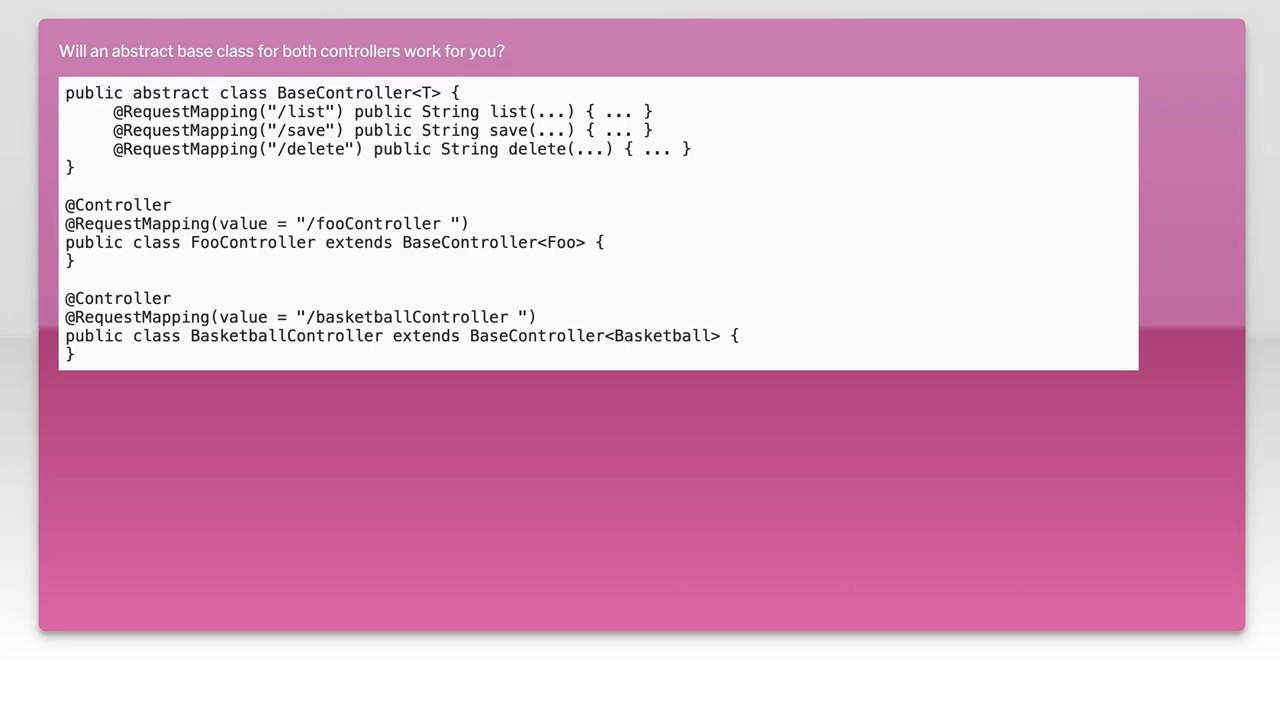 Will an abstract base class for both controllers work for you?
public abstract class BaseController<T> {
     @RequestMapping("/list") public String list(...) { ... }
     @RequestMapping("/save") public String save(...) { ... }
     @RequestMapping("/delete") public String delete(...) { ... }
}
@Controller
@RequestMapping(value = "/fooController ")
public class FooController extends BaseController<Foo> {
}
@Controller
@RequestMapping(value = "/basketballController ")
public class BasketballController extends BaseController<Basketball> {
}